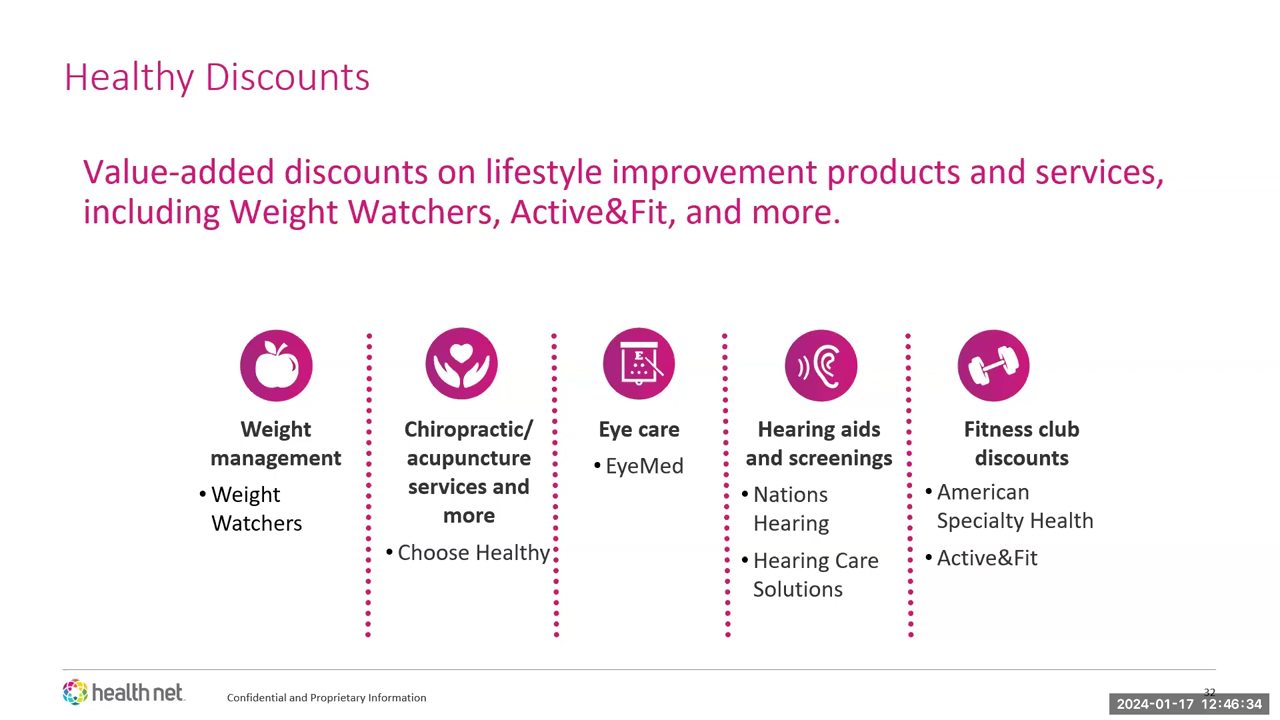 Healthy Discounts
Value-added discounts on lifestyle improvement products and services,
including Weight Watchers, Active&Fit, and more.
E
Weight
management
• Weight
Watchers
Chiropractic/
acupuncture
services and
more
• Choose Healthy
Eye care
• EyeMed
Hearing aids
and screenings
• Nations
Hearing
• Hearing Care
Solutions
Fitness club
discounts
• American
Specialty Health
• Active&Fit
health net
Confidential and Proprietary Information
32
2024-01-17 12:46:34